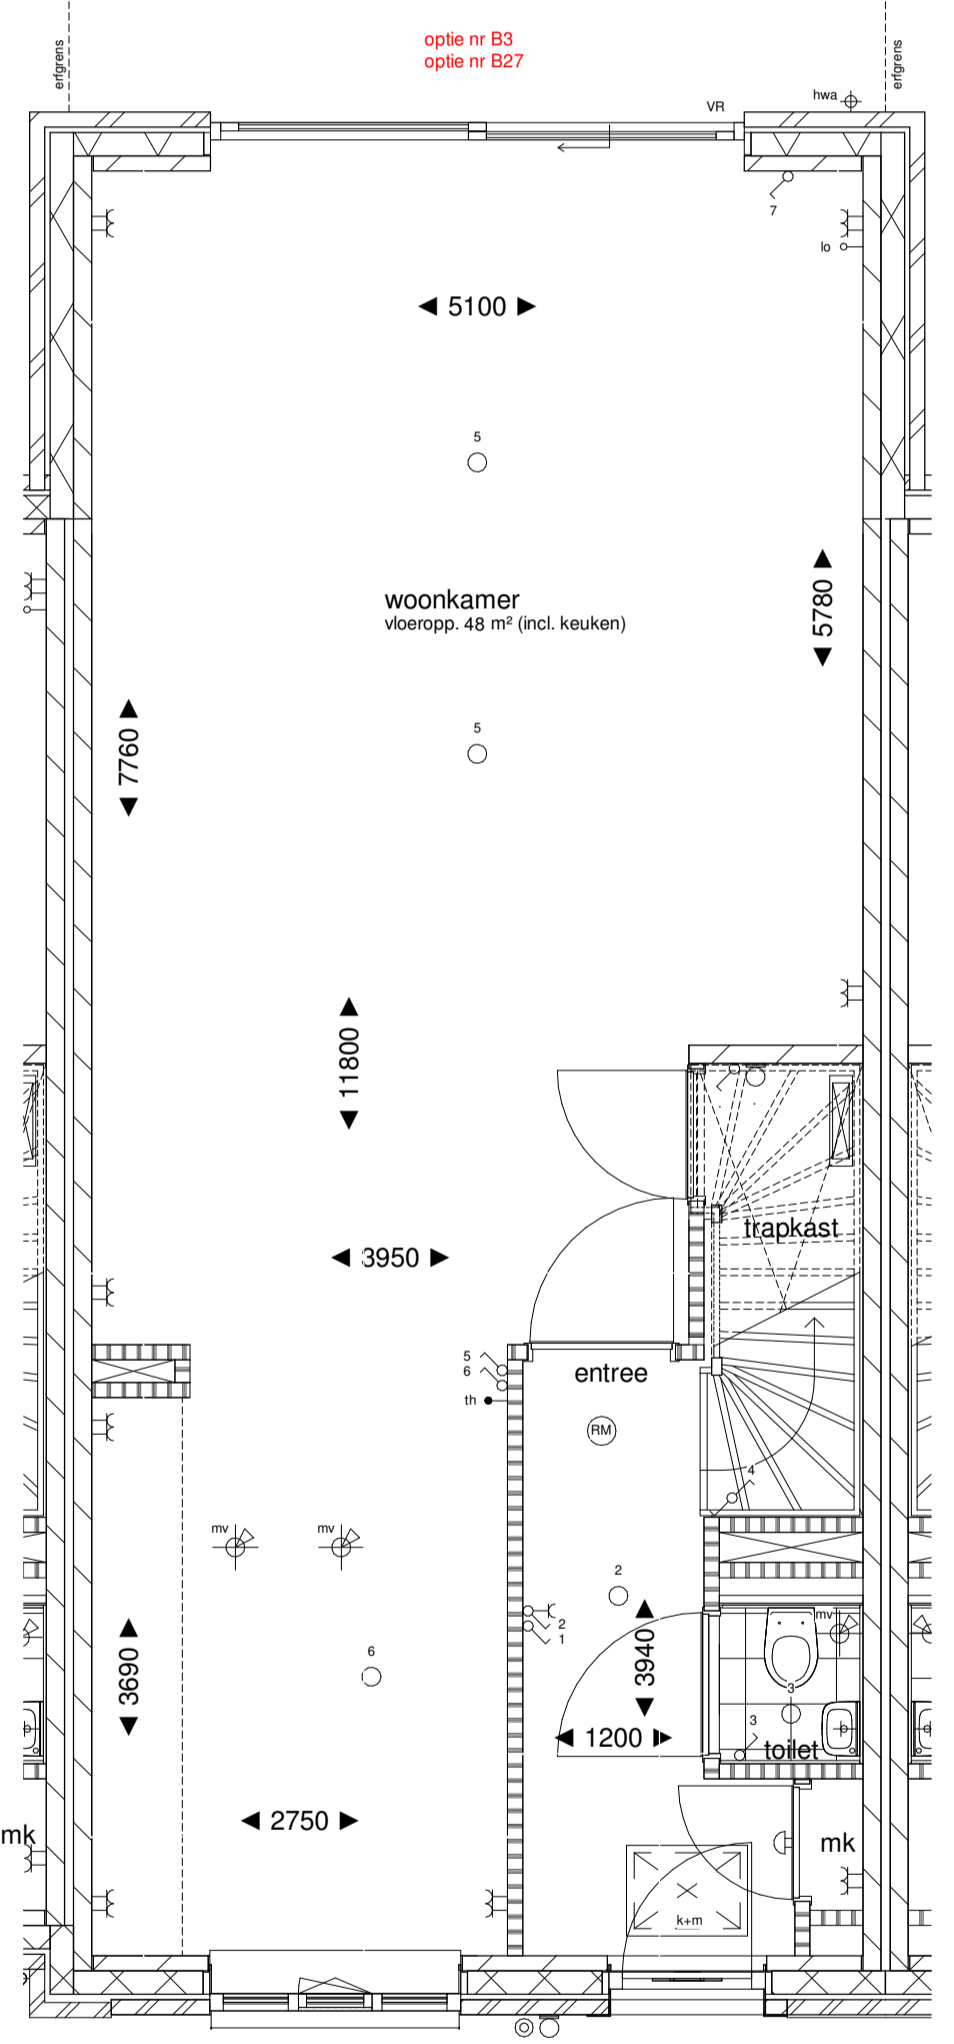 optie nr B3
optie nr B27
erfgrens
erfgrens
hwa
VR
7
lo
5100
5
woonkamer
vloeropp. 48 m² (incl. keuken)
5780
5
7760
11800
trapkast
3950
5
6
th
entree
RM
4
mv
mv
2
2
1
mv
3690
6
3940
3
3
1200
toilet
2750
mk
mk
k+m